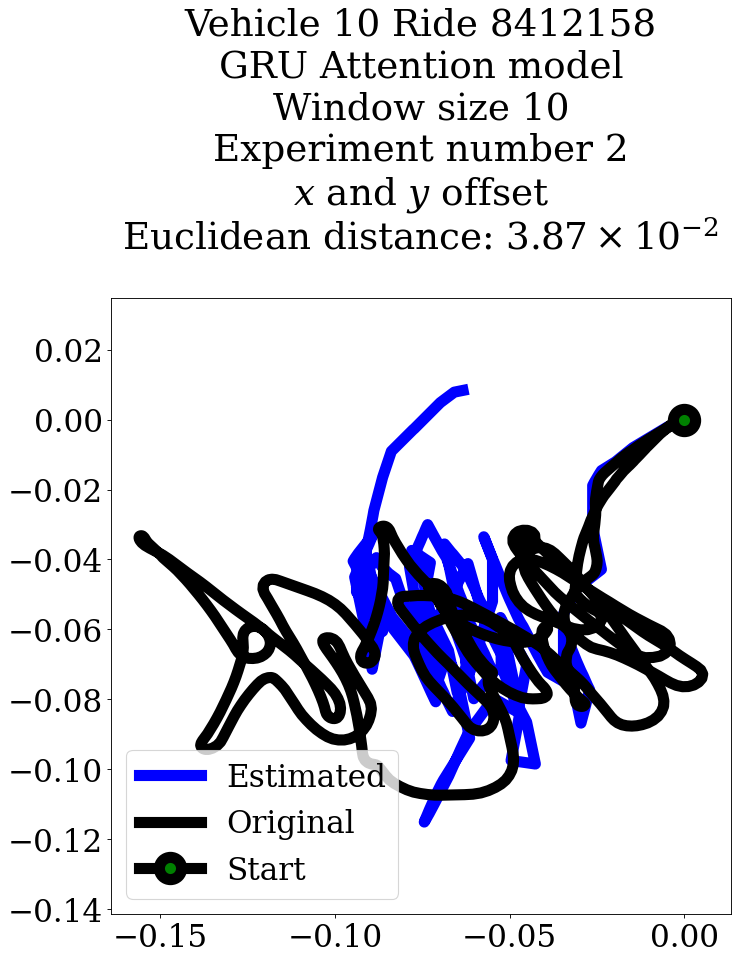 Vehicle 10 Ride 8412158
GRU Attention model
Window size 10
Experiment number 2
x and y offset
Euclidean distance: 3.87 × 10⁻²
0.02
0.00
−0.02
−0.04
−0.06
−0.08
−0.10
−0.12
−0.14
Estimated
Original
Start
−0.15 −0.10 −0.05 0.00